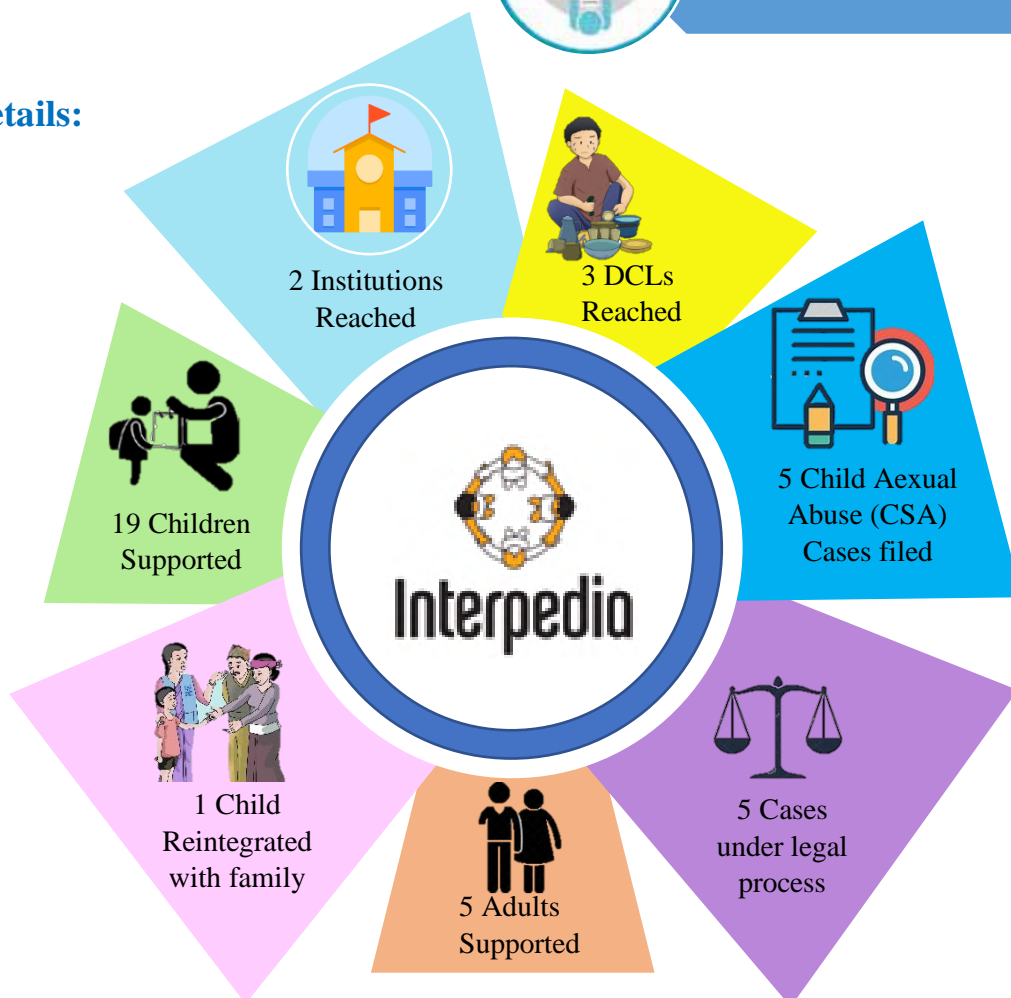 etails:
2 Institutions
Reached
3 DCLs
Reached
5 Child Aexual
Abuse (CSA)
Cases filed
19 Children
Supported
Interpedia
1 Child
Reintegrated
with family
5 Adults
Supported
5 Cases
under legal
process